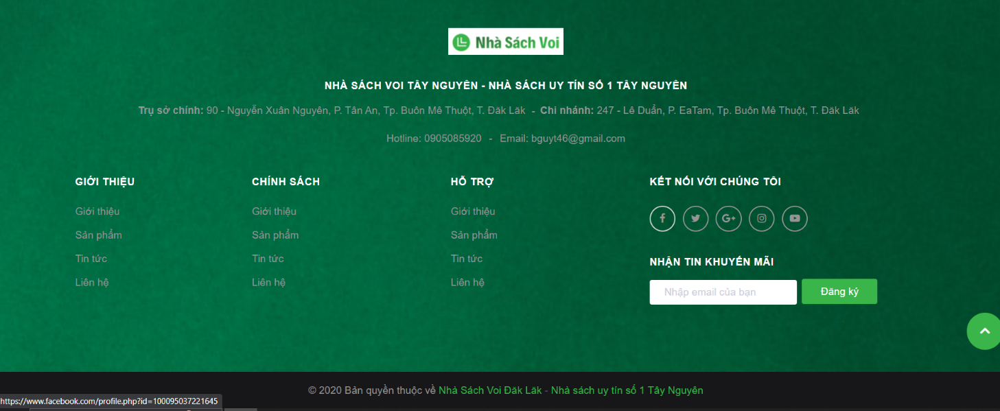 Nhà Sách Voi
NHÀ SÁCH VOI TÂY NGUYÊN - NHÀ SÁCH UY TÍN SỐ 1 TÂY NGUYÊN
Trụ sở chính: 90 - Nguyễn Xuân Nguyên, P. Tân An, Tp. Buôn Mê Thuột, T. Đăk Lăk - Chi nhánh: 247 - Lê Duẩn, P. EaTam, Tp. Buôn Mê Thuột, T. Đăk Lăk
Hotline: 0905085920 - Email: bguyt46@gmail.com
GIỚI THIỆU
Giới thiệu
Sản phẩm
Tin tức
Liên hệ
CHÍNH SÁCH
Giới thiệu
Sản phẩm
Tin tức
Liên hệ
HỖ TRỢ
Giới thiệu
Sản phẩm
Tin tức
Liên hệ
KẾT NỐI VỚI CHÚNG TÔI
NHẬN TIN KHUYẾN MÃI
Nhập email của bạn
Đăng ký
© 2020 Bản quyền thuộc về Nhà Sách Voi Đăk Lăk - Nhà sách uy tín số 1 Tây Nguyên
https://www.facebook.com/profile.php?id=100095037221645